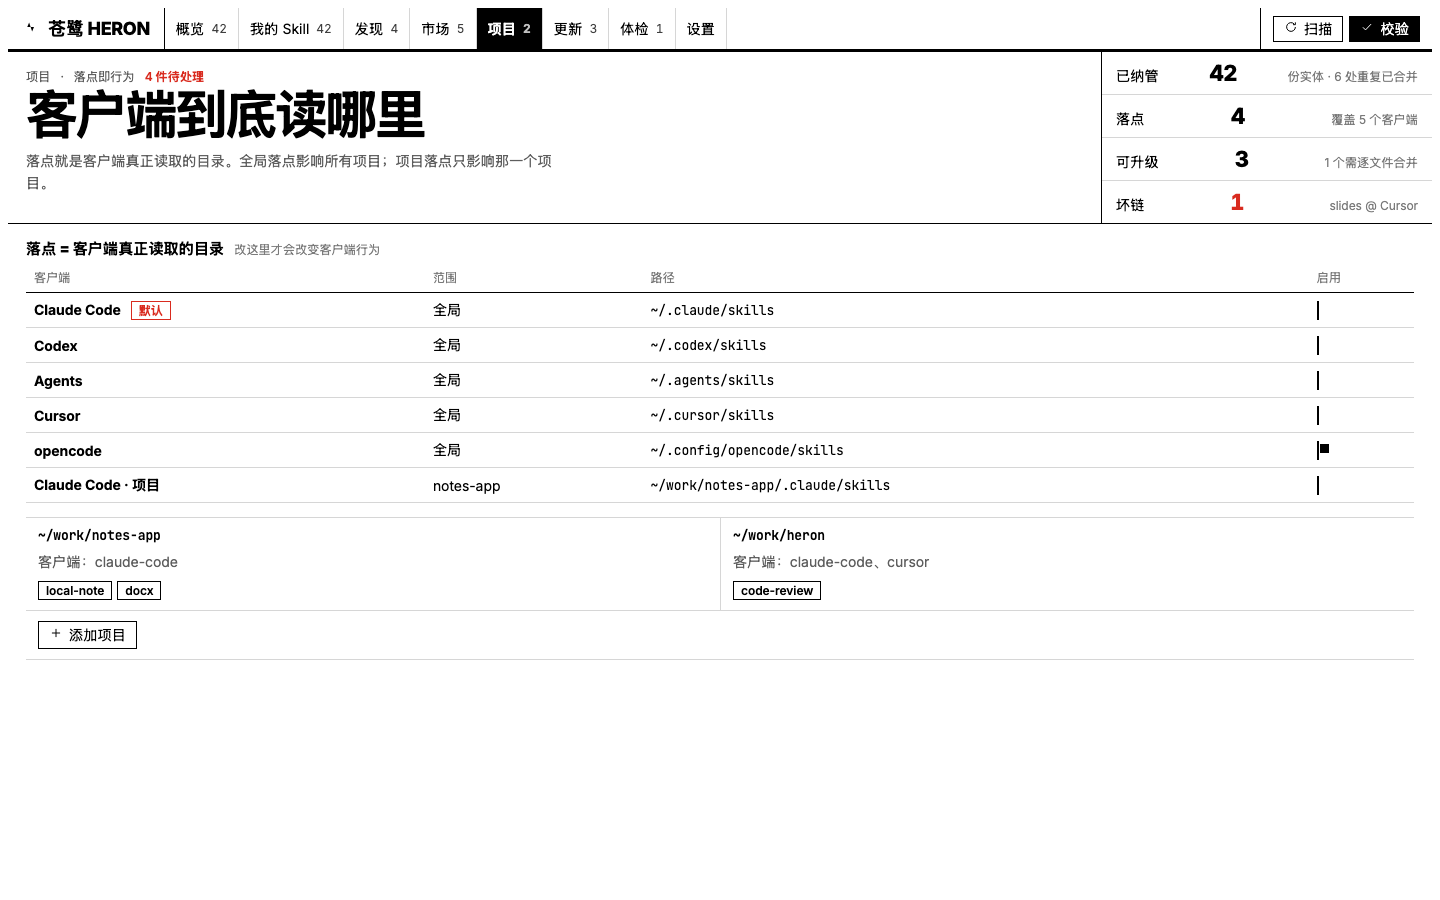 苍鹭 HERON 概览 42 我的 Skill 42 发现 4 市场 5 项目 2 更新 3 体检 1 设置 扫描 校验
项目 · 落点即行为 4 件待处理
客户端到底读哪里
落点就是客户端真正读取的目录。全局落点影响所有项目；项目落点只影响那一个项
目。
已纳管 42 份实体 · 6 处重复已合并
落点 4 覆盖 5 个客户端
可升级 3 1 个需逐文件合并
坏链 1 slides @ Cursor
落点 = 客户端真正读取的目录 改这里才会改变客户端行为
客户端 范围 路径 启用
Claude Code 默认 全局 ~/.claude/skills
Codex 全局 ~/.codex/skills
Agents 全局 ~/.agents/skills
Cursor 全局 ~/.cursor/skills
opencode 全局 ~/.config/opencode/skills
Claude Code · 项目 notes-app ~/work/notes-app/.claude/skills
~/work/notes-app
客户端：claude-code
local-note docx
~/work/heron
客户端：claude-code、cursor
code-review
+ 添加项目